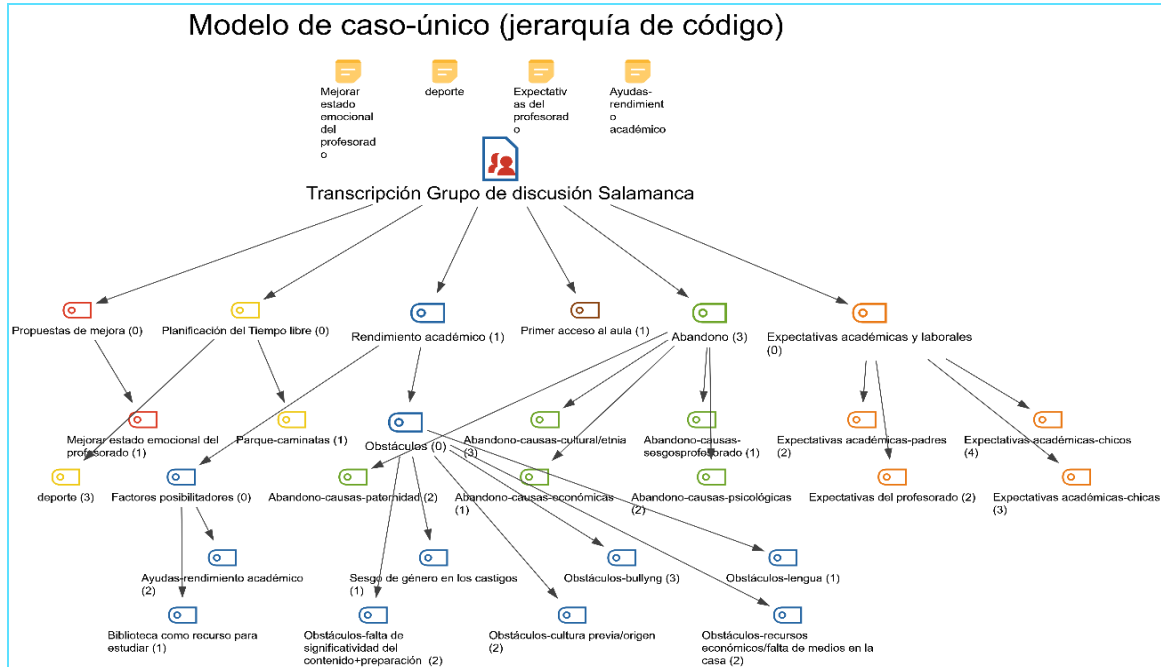 Modelo de caso-único (jerarquía de código)
Mejorar
estado
emocional
del
profesorad
o
deporte
Expectativ
as del
profesorad
o
Ayudas-
rendimient
o
académico
Transcripción Grupo de discusión Salamanca
Propuestas de mejora (0)
Planificación del Tiempo libre (0)
Rendimiento académico (1)
Primer acceso al aula (1)
Abandono (3)
Expectativas académicas y laborales
(0)
Mejorar estado emocional del
profesorado (1)
Parque-caminatas (1)
Obstáculos (0)
Abandono-causas-cultural/etnia
(3)
Abandono-causas-
sesgosprofesorado (1)
Expectativas académicas-padres
(2)
Expectativas académicas-chicos
(4)
deporte (3)
Factores posibilitadores (0)
Abandono-causas-paternidad (2)
Abandono-causas-económicas
(1)
Abandono-causas-psicológicas
(2)
Expectativas del profesorado (2)
Expectativas académicas-chicas
(3)
Ayudas-rendimiento académico
(2)
Sesgo de género en los castigos
(1)
Obstáculos-bullyng (3)
Obstáculos-lengua (1)
Biblioteca como recurso para
estudiar (1)
Obstáculos-falta de
significatividad del
contenido+preparación (2)
Obstáculos-cultura previa/origen
(2)
Obstáculos-recursos
económicos/falta de medios en la
casa (2)